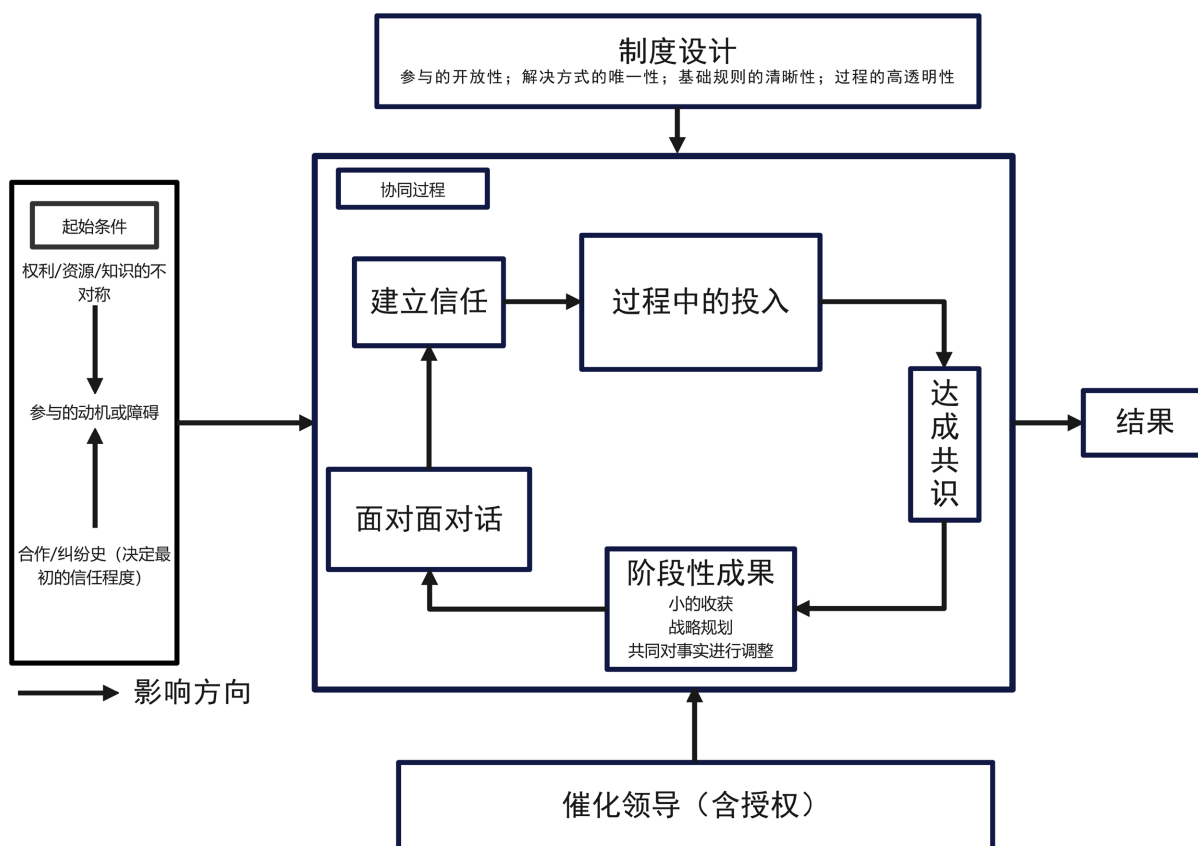 制度设计
参与的开放性；解决方式的唯一性；基础规则的清晰性；过程的高透明性
协同过程
起始条件
权利/资源/知识的不
对称
参与的动机或障碍
合作/纠纷史（决定最
初的信任程度）
建立信任
过程中的投入
达
成
共
识
结果
面对面对话
阶段性成果
小的收获
战略规划
共同对事实进行调整
影响方向
催化领导（含授权）